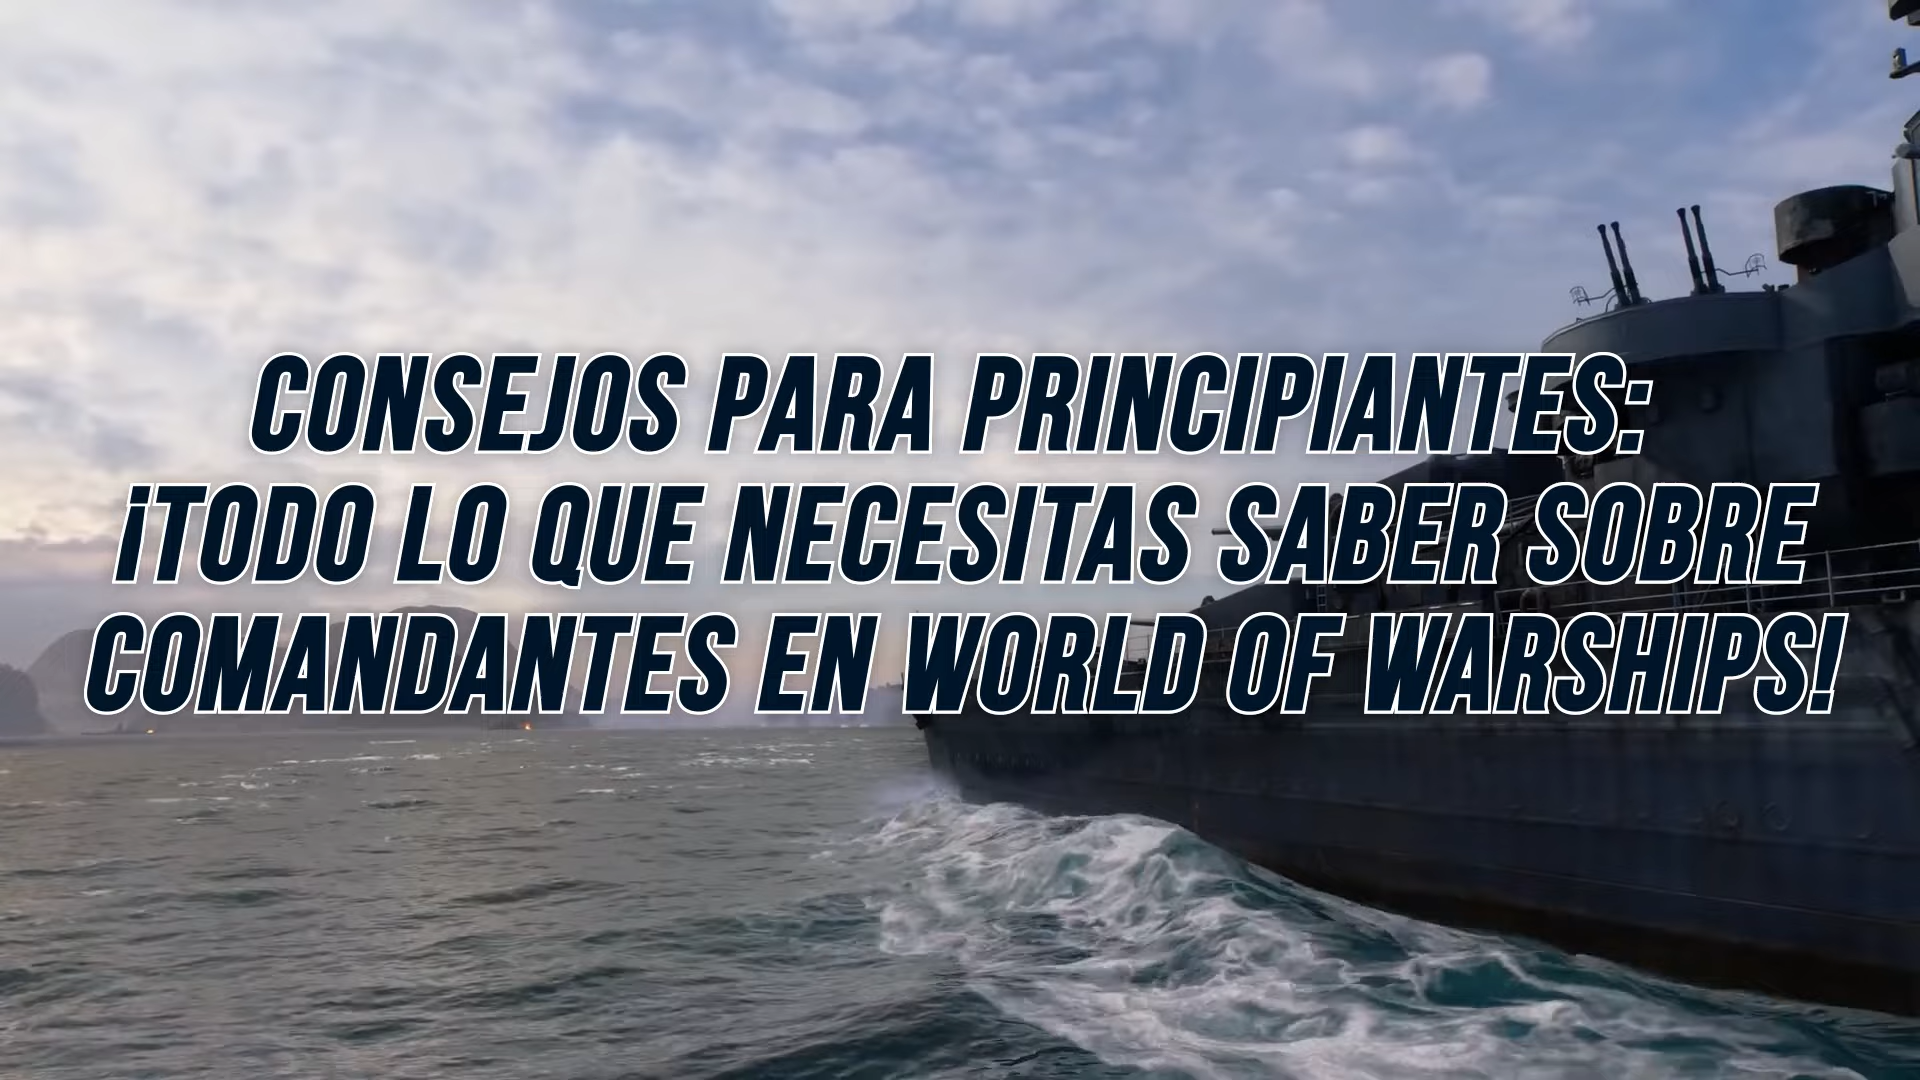 CONSEJOS PARA PRINCIPIANTES:
¡TODO LO QUE NECESITAS SABER SOBRE
COMANDANTES EN WORLD OF WARSHIPS!